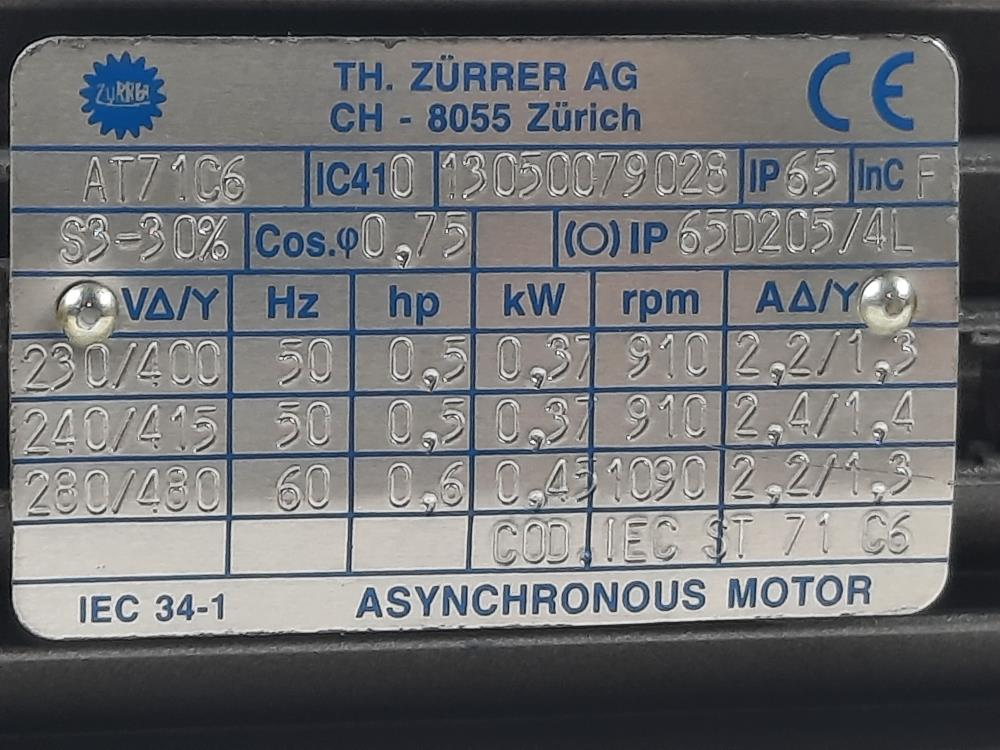 ZÜRRER
TH. ZÜRRER AG
CH - 8055 Zürich
CE
AT71C6 IC410 13050079028 IP65 InC F
S3-30% Cos.φ0,75 (O) IP 65D205/4L
VΔ/Y Hz hp kW rpm AΔ/Y
230/400 50 0,5 0,37 910 2,2/1,3
240/415 50 0,5 0,37 910 2,4/1,4
280/480 60 0,6 0,45 1090 2,2/1,3
COD.IEC ST 71 C6
IEC 34-1 ASYNCHRONOUS MOTOR